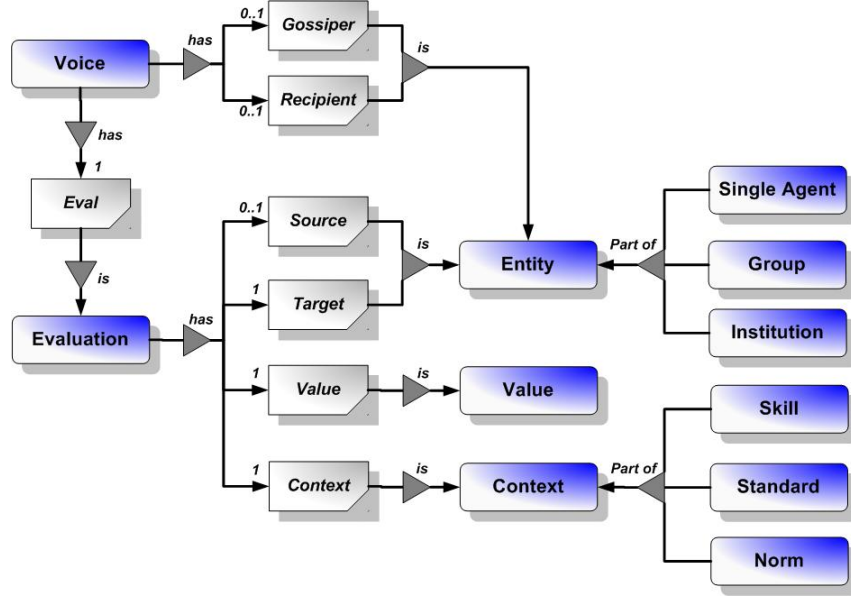 0..1
Gossiper
has
is
Voice
0..1
Recipient
has
1
Eval
is
Evaluation
has
0..1
Source
is
1
Target
Entity
Part of
Single Agent
Group
Institution
1
Value
is
Value
1
Context
is
Context
Part of
Skill
Standard
Norm